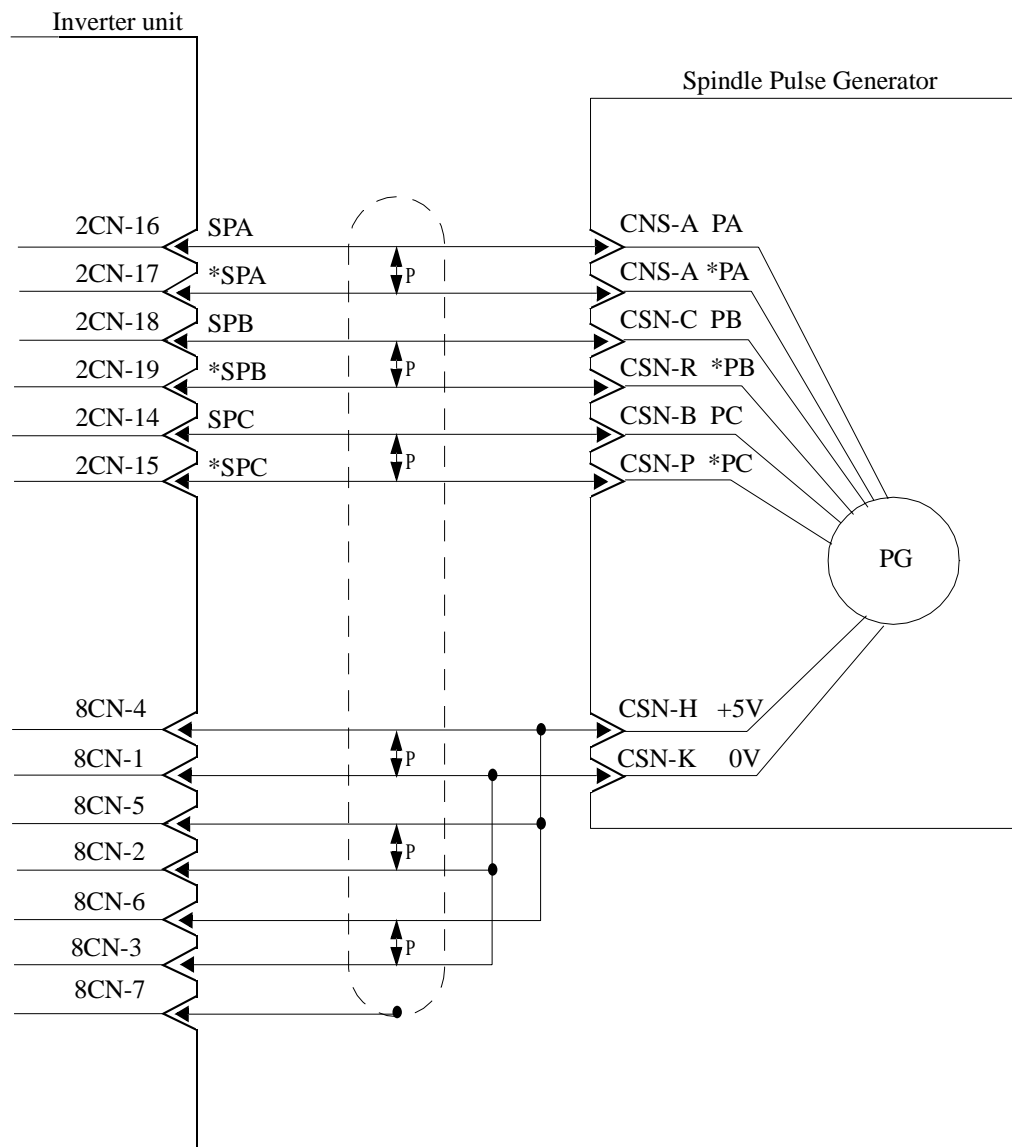 Inverter unit
Spindle Pulse Generator
2CN-16 SPA CNS-A PA
P
2CN-17 *SPA CNS-A *PA
2CN-18 SPB CSN-C PB
P
2CN-19 *SPB CSN-R *PB
2CN-14 SPC CSN-B PC
P
2CN-15 *SPC CSN-P *PC
PG
8CN-4 CSN-H +5V
P
8CN-1 CSN-K 0V
8CN-5
P
8CN-2
8CN-6
P
8CN-3
8CN-7